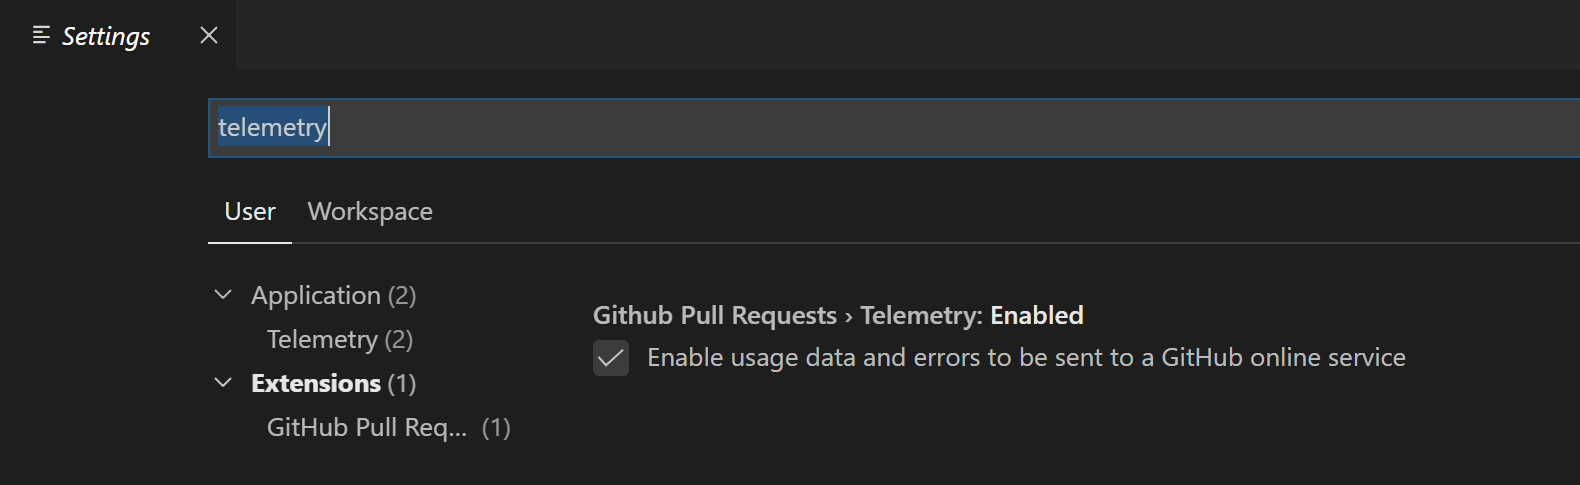 Settings
telemetry
User Workspace
Application (2)
Telemetry (2)
Extensions (1)
GitHub Pull Req... (1)
Github Pull Requests › Telemetry: Enabled
Enable usage data and errors to be sent to a GitHub online service